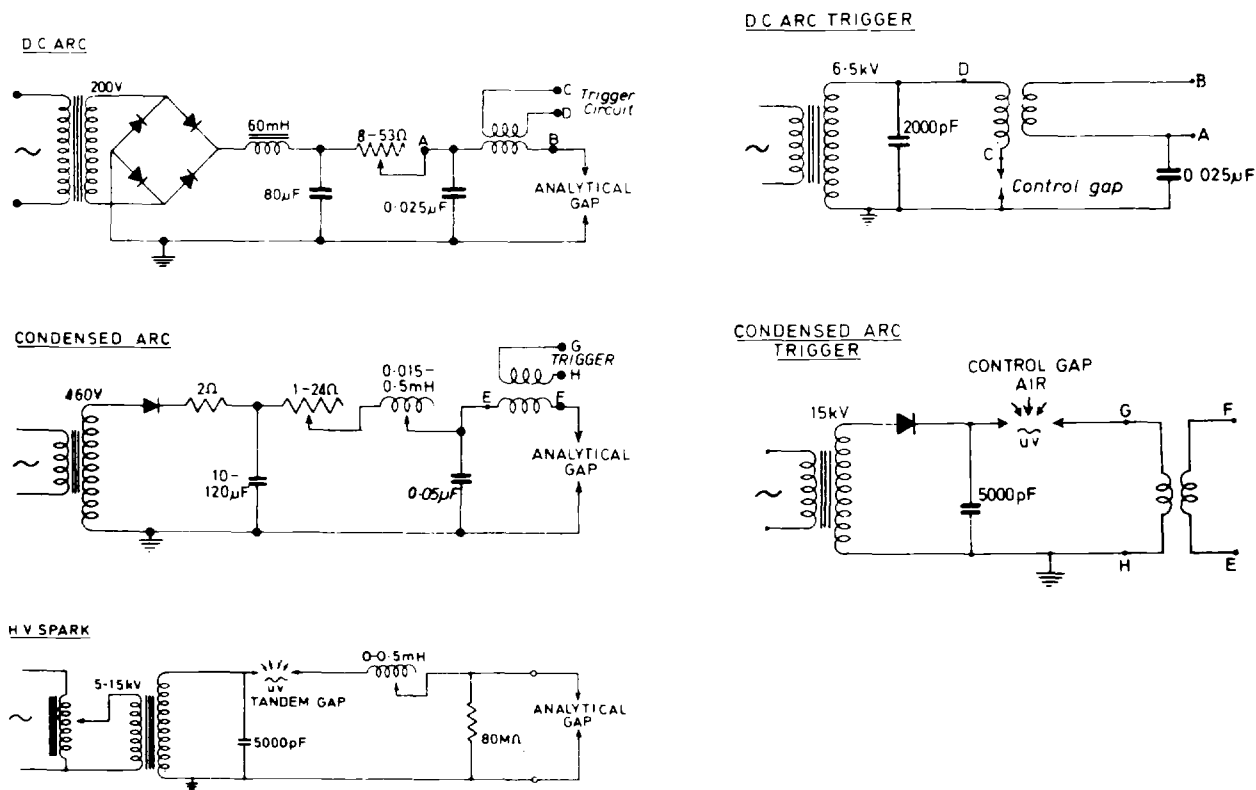 D C ARC
200V
60mH
8-53Ω
A
C
D
Trigger
Circuit
B
80µF
0·025µF
ANALYTICAL
GAP
D C ARC TRIGGER
6·5kV
D
B
2000pF
C
A
Control gap
0·025µF
CONDENSED ARC
460V
2Ω
1-24Ω
0·015-
0·5mH
G
TRIGGER
H
E
F
10-
120µF
0·05µF
ANALYTICAL
GAP
CONDENSED ARC
TRIGGER
CONTROL GAP
AIR
15kV
uv
G
F
5000pF
H
E
H V SPARK
5-15kV
uv
TANDEM GAP
0-0·5mH
5000pF
80MΩ
ANALYTICAL
GAP